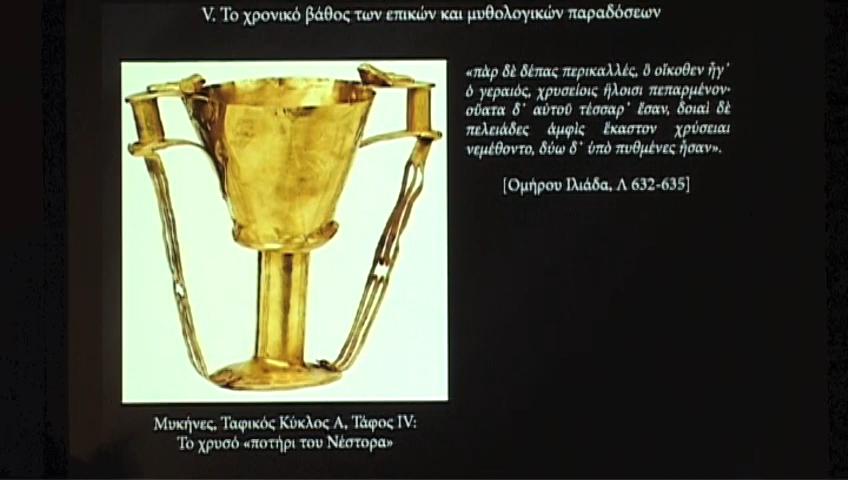 V. Το χρονικό βάθος των επικών και μυθολογικών παραδόσεων
«πὰρ δὲ δέπας περικαλλές, ὃ οἴκοθεν ἦγ᾽
ὁ γεραιός, χρυσείοις ἥλοισι πεπαρμένον·
οὔατα δ᾽ αὐτοῦ τέσσαρ᾽ ἔσαν, δοιαὶ δὲ
πελειάδες ἀμφὶς ἕκαστον χρύσειαι
νεμέθοντο, δύω δ᾽ ὑπὸ πυθμένες ἦσαν».
[Ομήρου Ιλιάδα, Λ 632-635]
Μυκήνες, Ταφικός Κύκλος Α, Τάφος IV:
Το χρυσό «ποτήρι του Νέστορα»